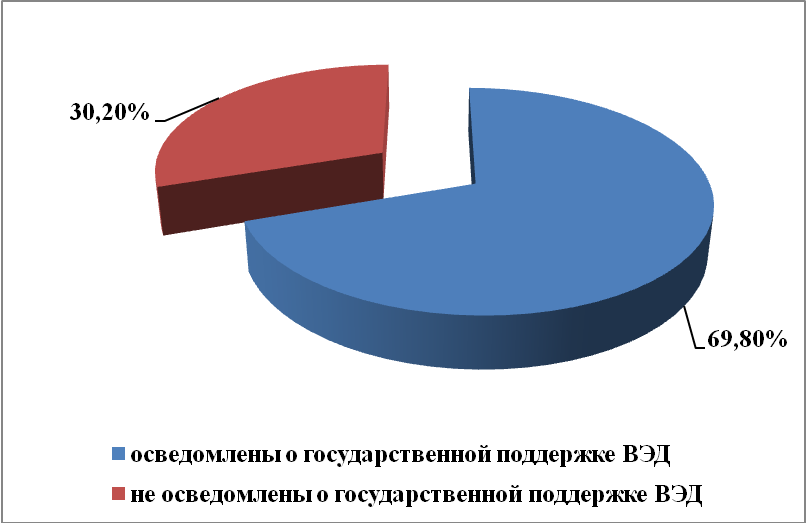 30,20%
69,80%
осведомлены о государственной поддержке ВЭД
не осведомлены о государственной поддержке ВЭД